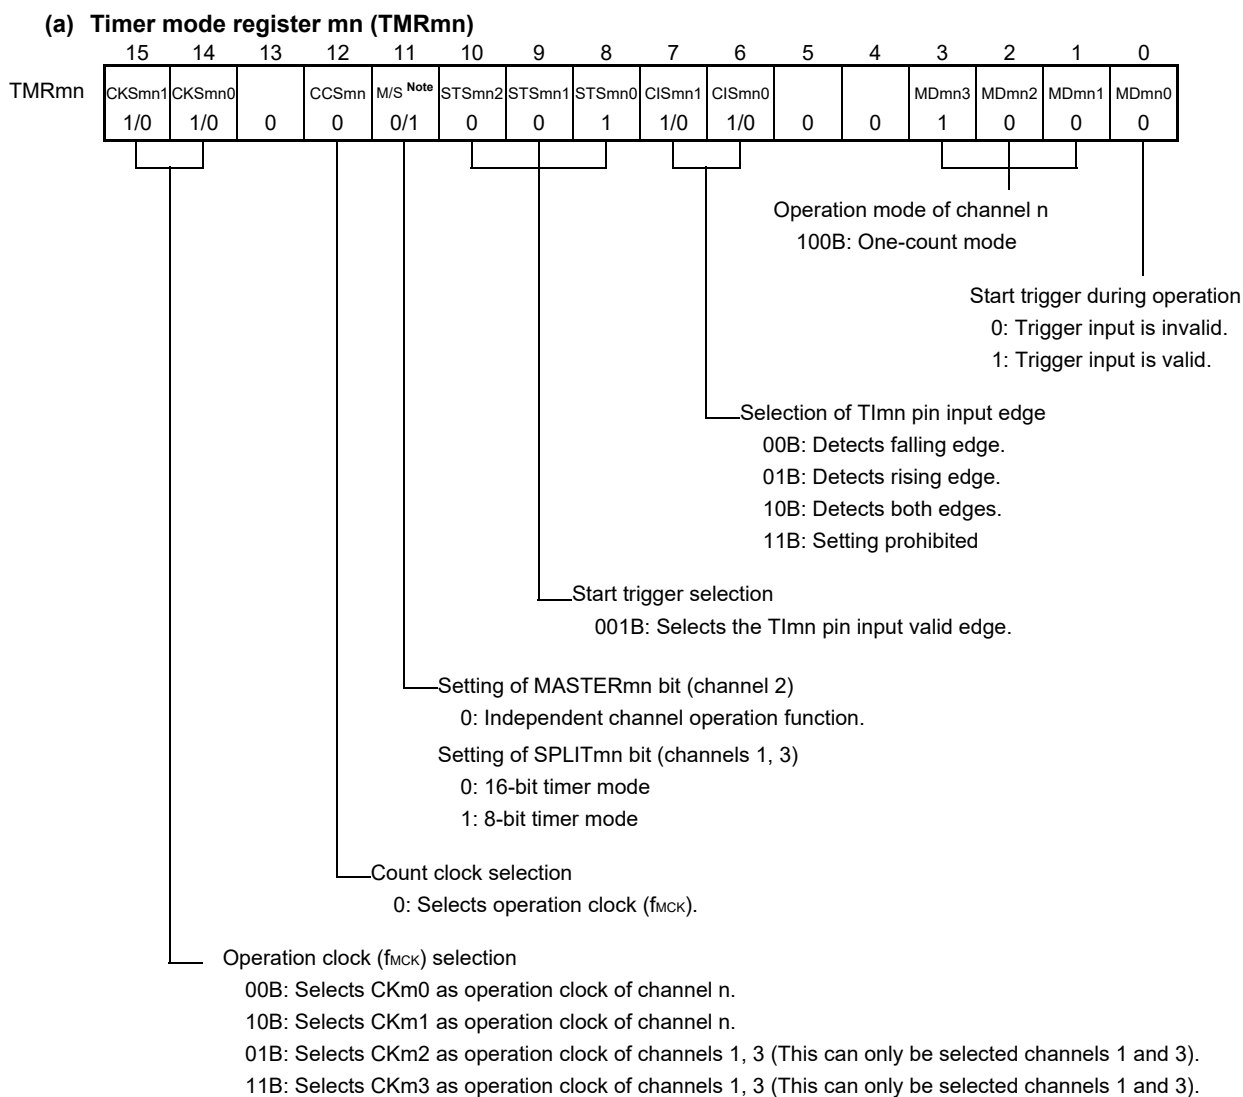 (a) Timer mode register mn (TMRmn)
15 14 13 12 11 10 9 8 7 6 5 4 3 2 1 0
TMRmn CKSmn1 CKSmn0 CCSmn M/S Note STSmn2 STSmn1 STSmn0 CISmn1 CISmn0 MDmn3 MDmn2 MDmn1 MDmn0
1/0 1/0 0 0 0/1 0 0 1 1/0 1/0 0 0 1 0 0 0
Operation mode of channel n
100B: One-count mode
Start trigger during operation
0: Trigger input is invalid.
1: Trigger input is valid.
Selection of TImn pin input edge
00B: Detects falling edge.
01B: Detects rising edge.
10B: Detects both edges.
11B: Setting prohibited
Start trigger selection
001B: Selects the TImn pin input valid edge.
Setting of MASTERmn bit (channel 2)
0: Independent channel operation function.
Setting of SPLITmn bit (channels 1, 3)
0: 16-bit timer mode
1: 8-bit timer mode
Count clock selection
0: Selects operation clock (fMCK).
Operation clock (fMCK) selection
00B: Selects CKm0 as operation clock of channel n.
10B: Selects CKm1 as operation clock of channel n.
01B: Selects CKm2 as operation clock of channels 1, 3 (This can only be selected channels 1 and 3).
11B: Selects CKm3 as operation clock of channels 1, 3 (This can only be selected channels 1 and 3).